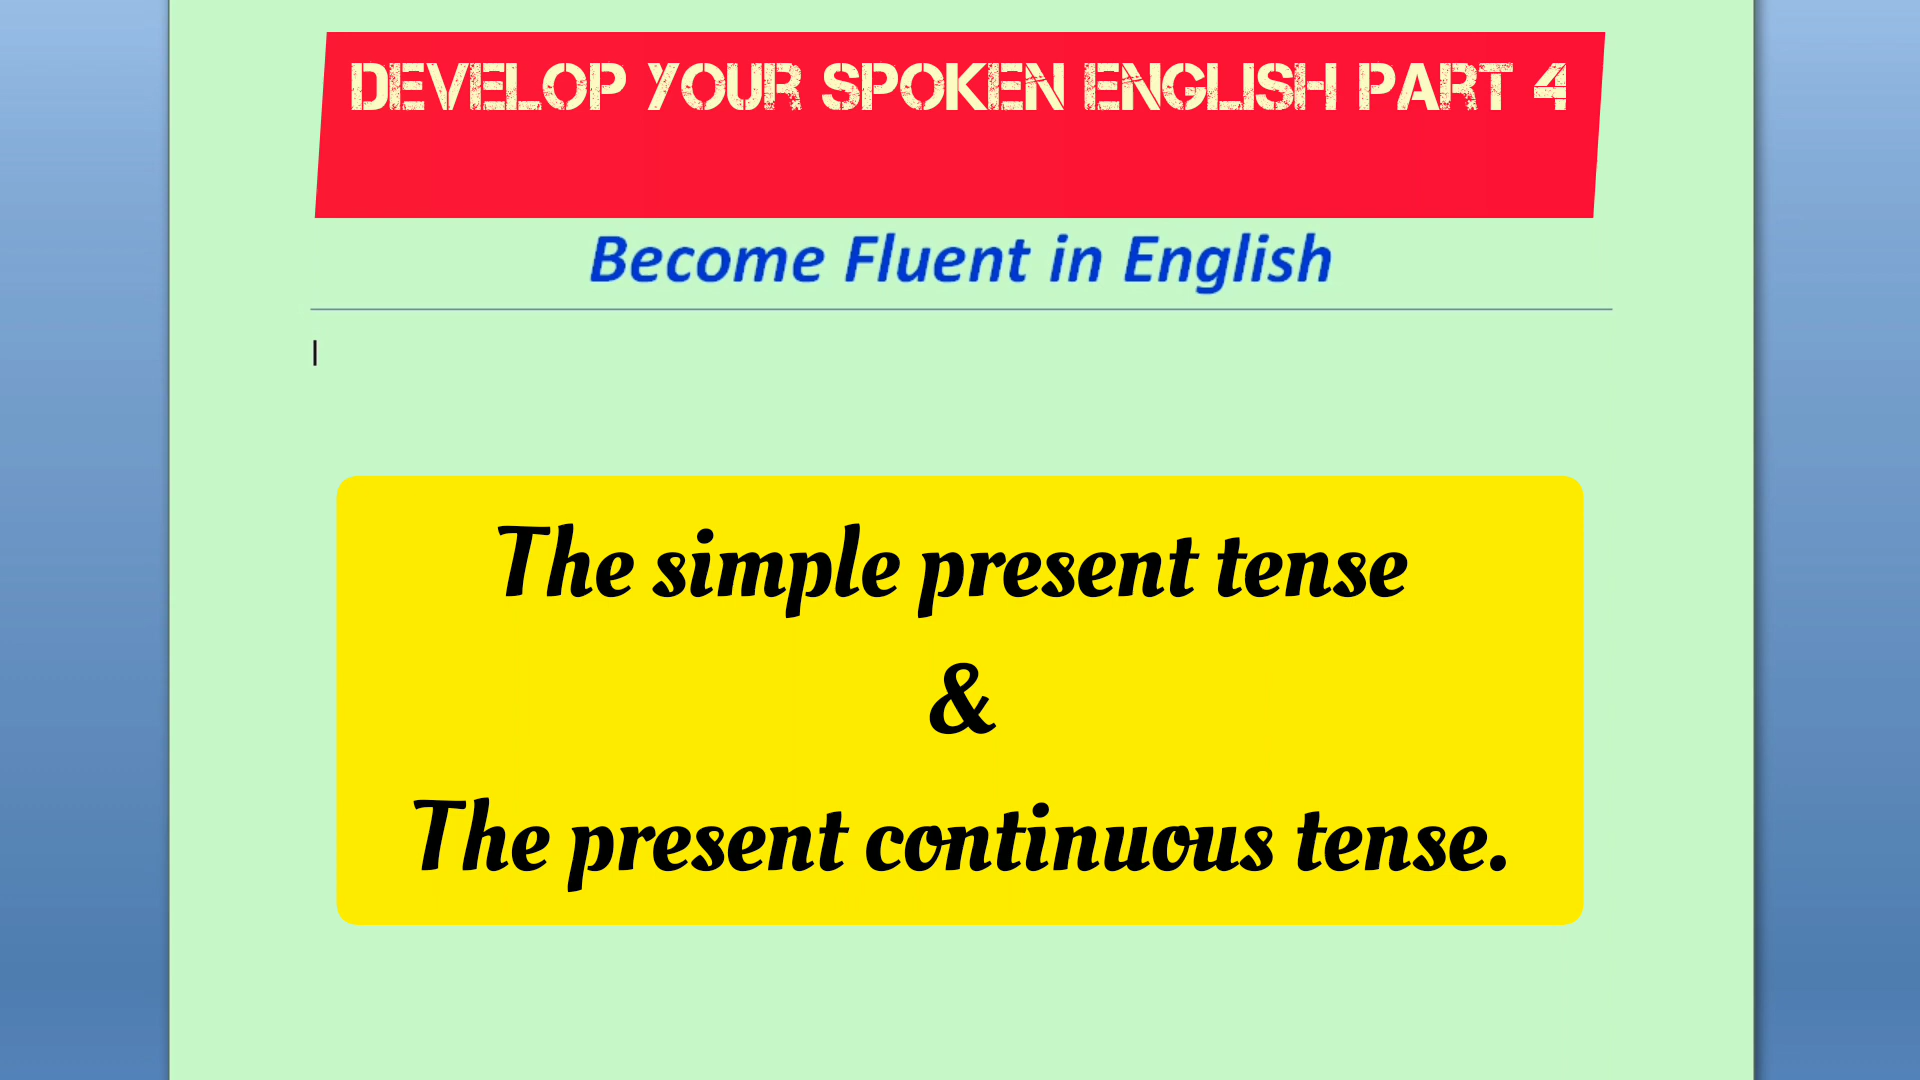 DEVELOP YOUR SPOKEN ENGLISH PART 4
Become Fluent in English
The simple present tense
&
The present continuous tense.